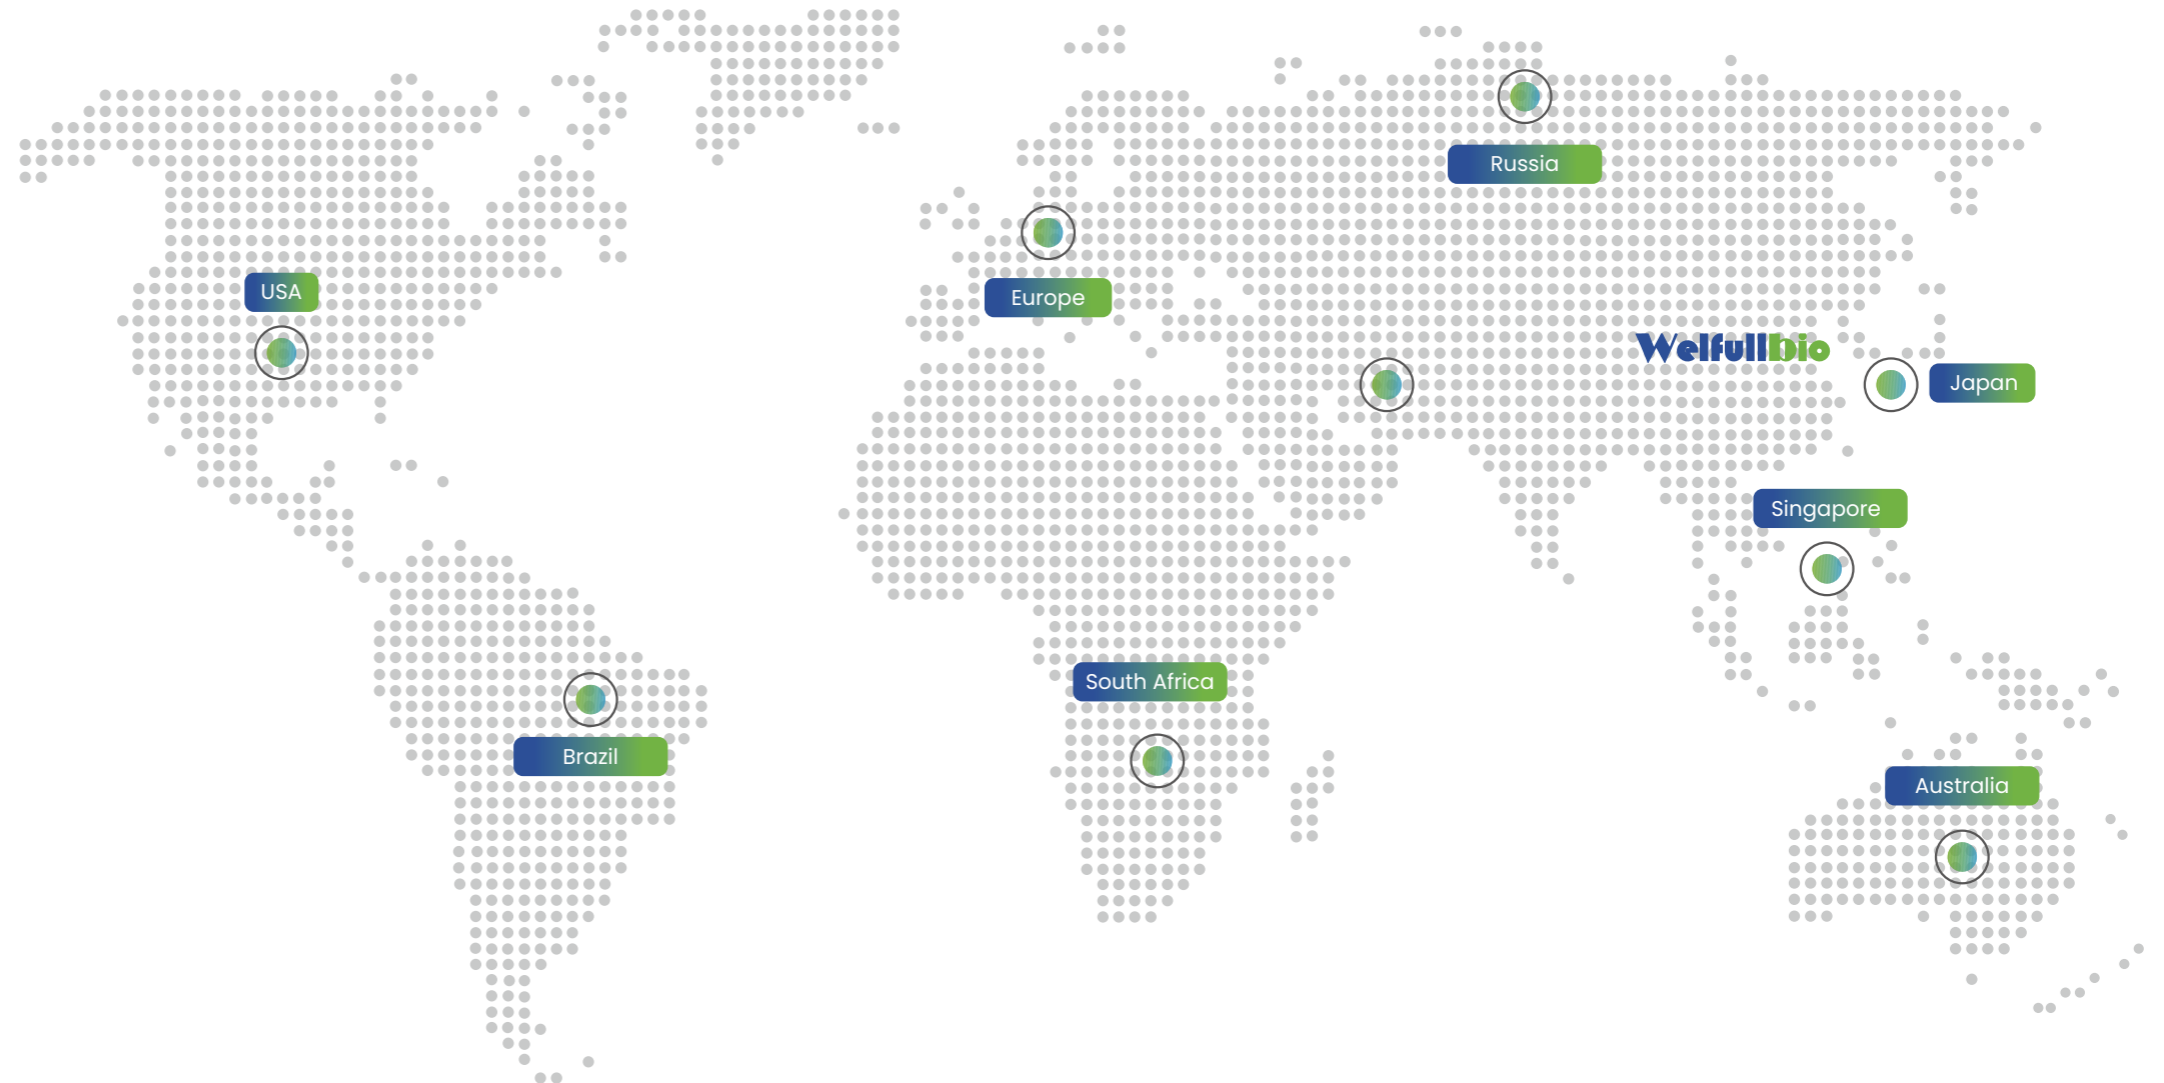 Russia
USA
Europe
Welfullbio
Japan
Singapore
South Africa
Brazil
Australia